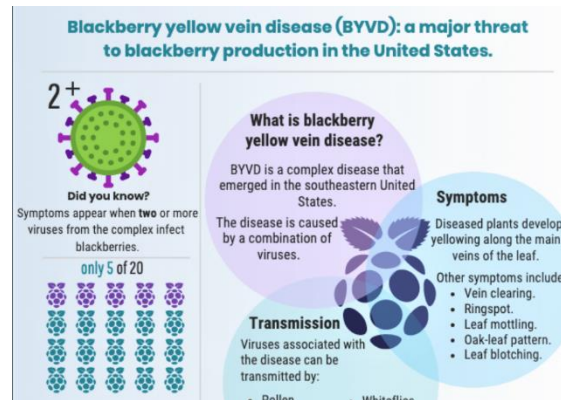 Blackberry yellow vein disease (BYVD): a major threat
to blackberry production in the United States.
2+
Did you know?
Symptoms appear when two or more
viruses from the complex infect
blackberries.
only 5 of 20
What is blackberry
yellow vein disease?
BYVD is a complex disease that
emerged in the southeastern United
States.
The disease is caused
by a combination of
viruses.
Symptoms
Diseased plants develop
yellowing along the main
veins of the leaf.
Other symptoms include
Vein clearing.
Ringspot.
Leaf mottling.
Oak-leaf pattern.
Leaf blotching.
Transmission
Viruses associated with
the disease can be
transmitted by:
Pollen
Whiteflies